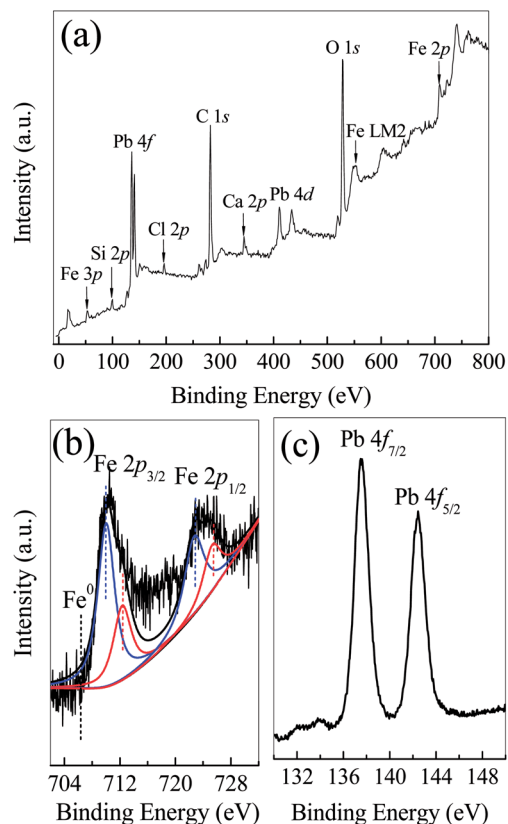 (a)
O 1s
Fe 2p
C 1s
Pb 4f
Fe LM2
Ca 2p
Pb 4d
Cl 2p
Si 2p
Fe 3p
Intensity (a.u.)
0 100 200 300 400 500 600 700 800
Binding Energy (eV)
(b)
Fe 2p3/2
Fe 2p1/2
Fe0
Intensity (a.u.)
704 712 720 728
Binding Energy (eV)
(c)
Pb 4f7/2
Pb 4f5/2
Intensity (a.u.)
132 136 140 144 148
Binding Energy (eV)